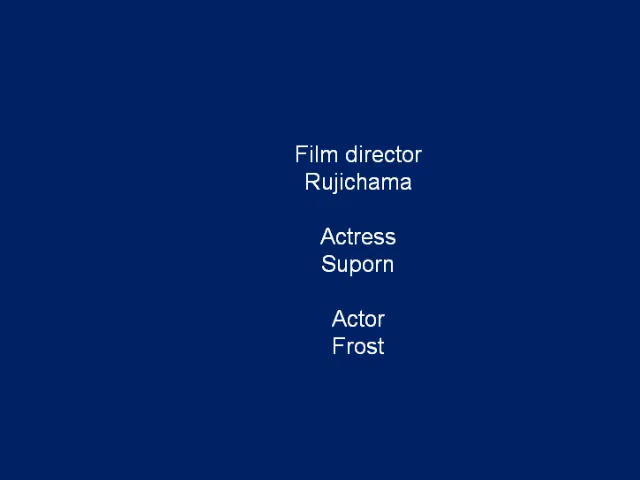 Film director
Rujichama
Actress
Suporn
Actor
Frost